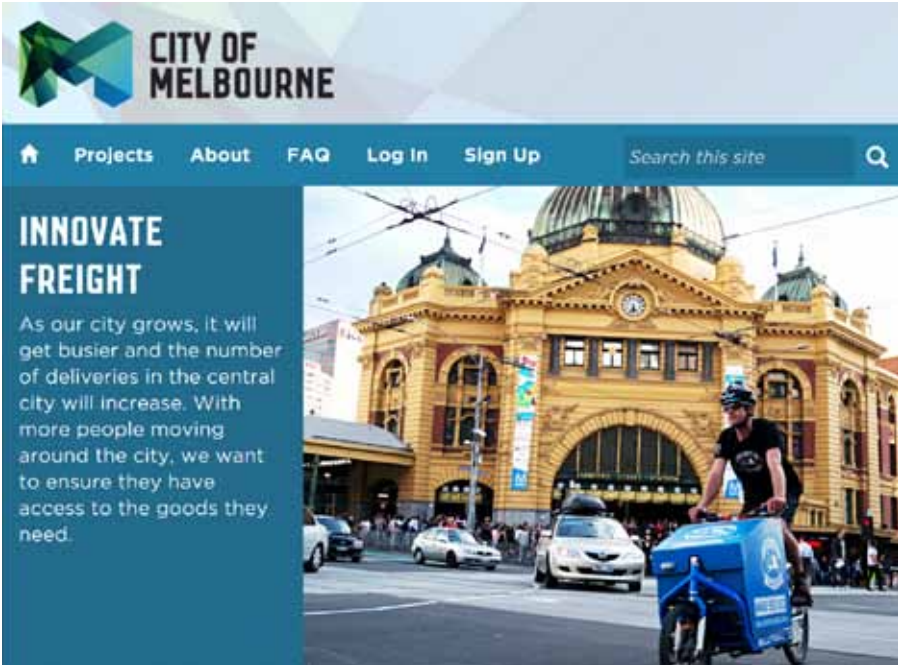 CITY OF
MELBOURNE
Projects About FAQ Log In Sign Up Search this site
INNOVATE
FREIGHT
As our city grows, it will
get busier and the number
of deliveries in the central
city will increase. With
more people moving
around the city, we want
to ensure they have
access to the goods they
need.